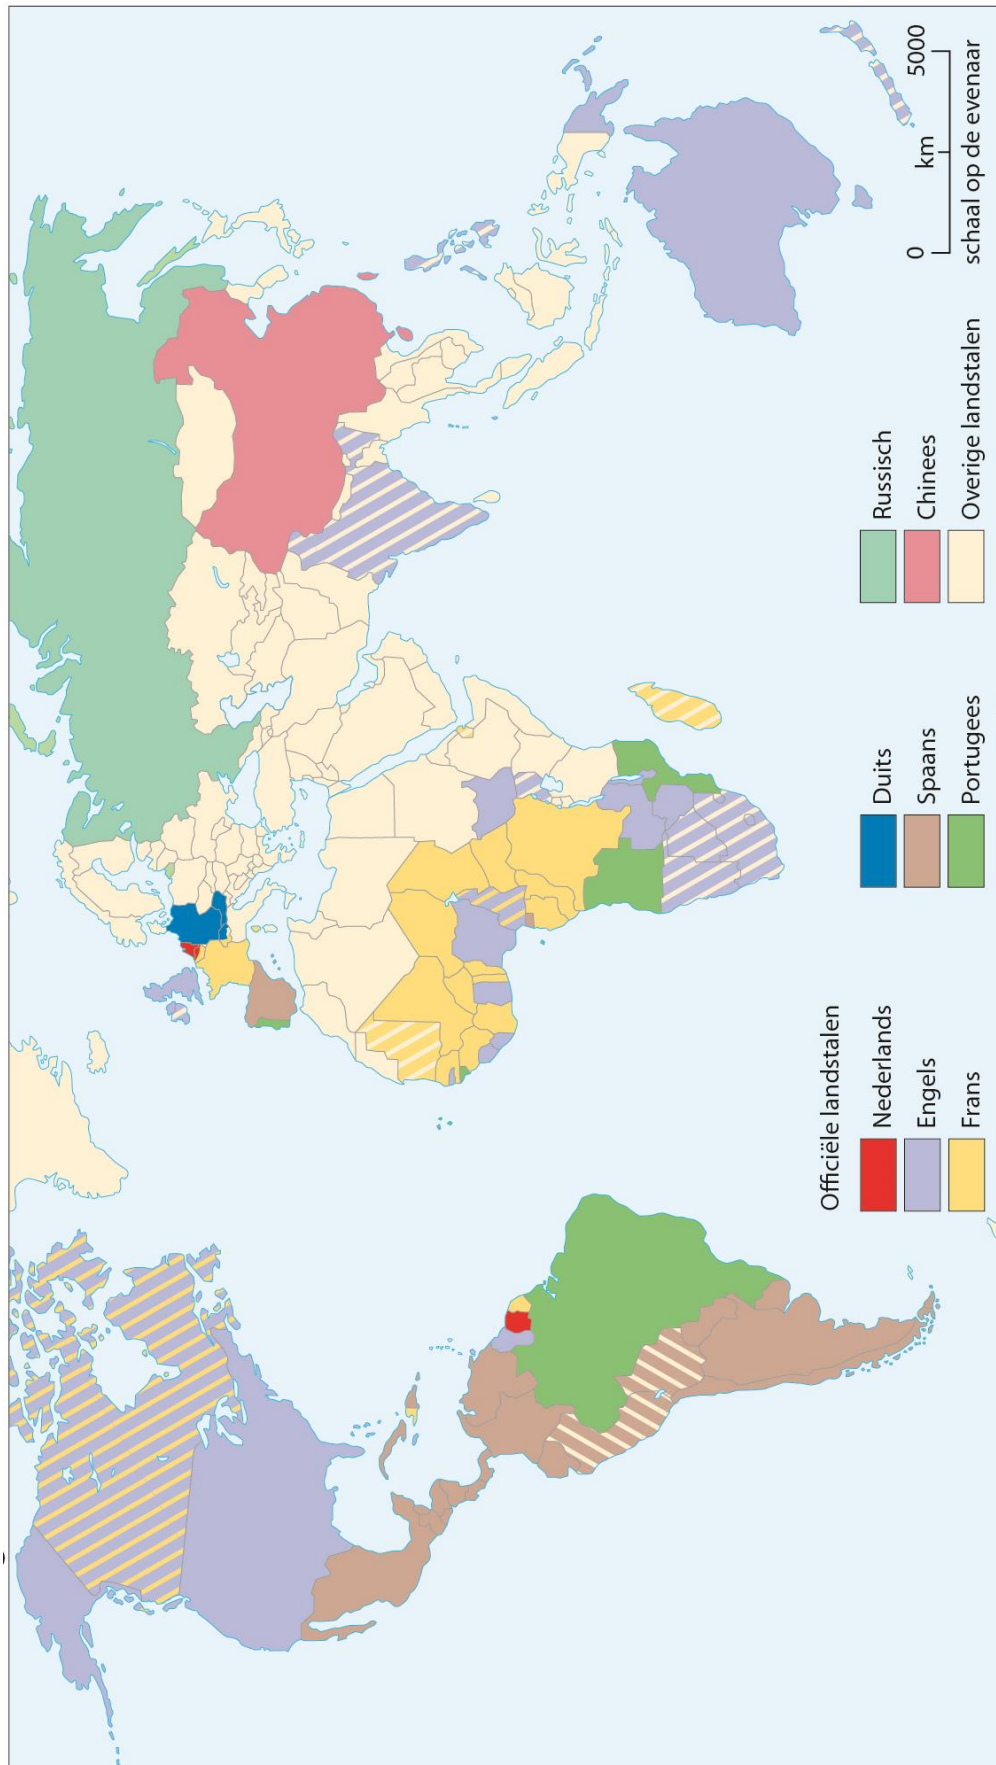 Officiële landstalen
Nederlands
Engels
Frans
Duits
Spaans
Portugees
Russisch
Chinees
Overige landstalen
0 km 5000
schaal op de evenaar